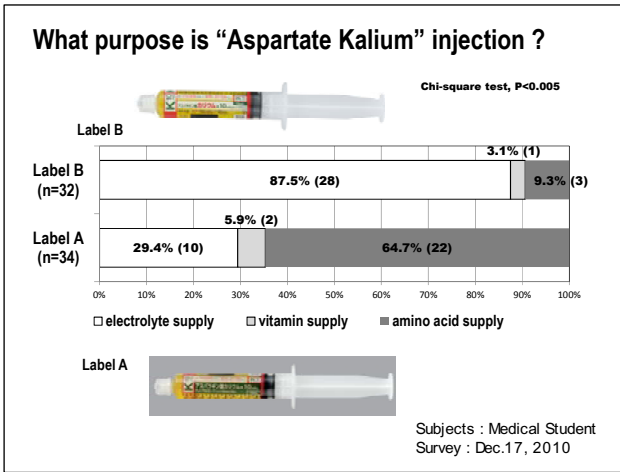 What purpose is “Aspartate Kalium” injection ?
Chi-square test, P<0.005
Label B
3.1% (1)
Label B
(n=32)
87.5% (28)
9.3% (3)
5.9% (2)
Label A
(n=34)
29.4% (10)
64.7% (22)
0% 10% 20% 30% 40% 50% 60% 70% 80% 90% 100%
electrolyte supply vitamin supply amino acid supply
Label A
Subjects : Medical Student
Survey : Dec.17, 2010